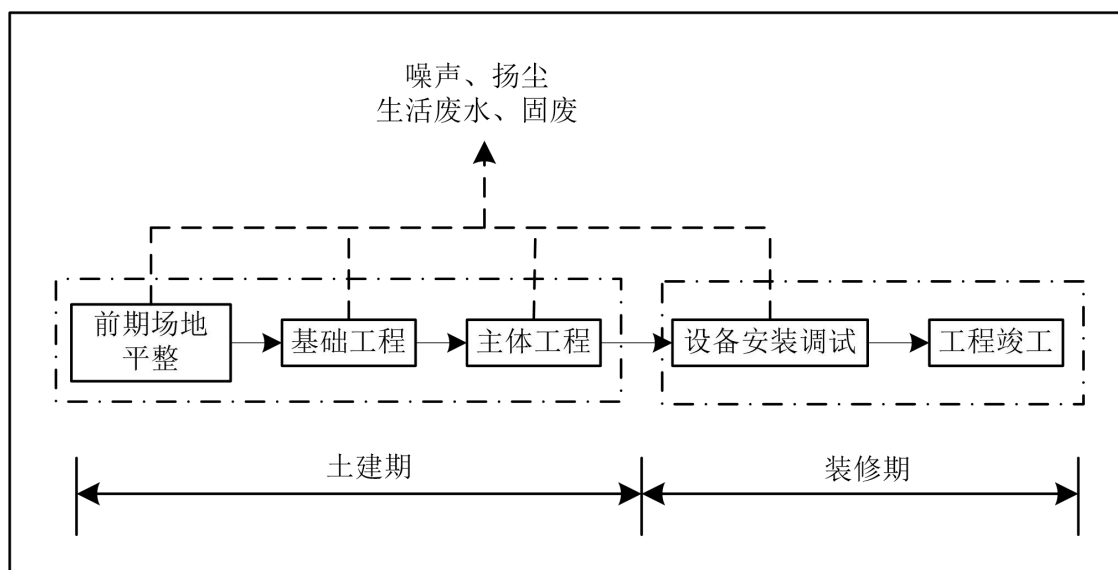 噪声、扬尘
生活废水、固废
前期场地
平整
基础工程
主体工程
设备安装调试
工程竣工
土建期
装修期